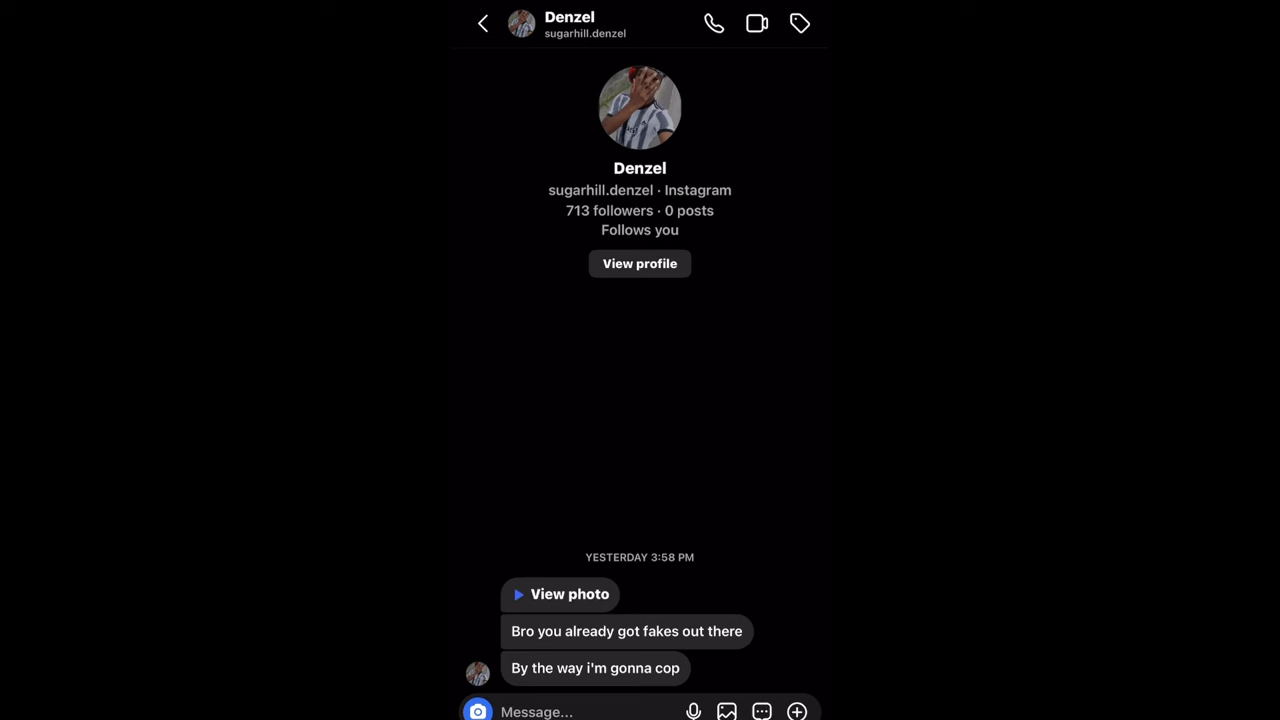 Denzel
sugarhill.denzel
Denzel
sugarhill.denzel · Instagram
713 followers · 0 posts
Follows you
View profile
YESTERDAY 3:58 PM
View photo
Bro you already got fakes out there
By the way i'm gonna cop
Message...